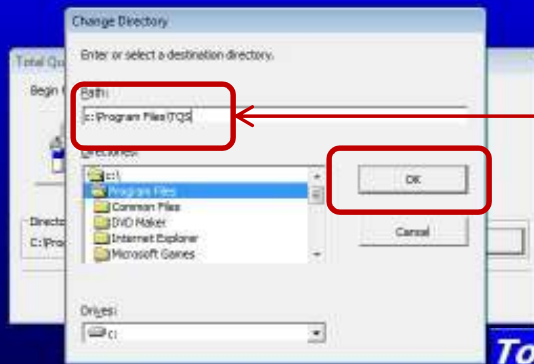 Change Directory
Enter or select a destination directory.
Total Qu
Begin
Path:
c:\Program Files\TQS
Directories:
c:\
Program Files
Common Files
DVD Maker
Internet Explorer
Microsoft Games
OK
Cancel
Directo
C:\Pro
Drives:
c:
To